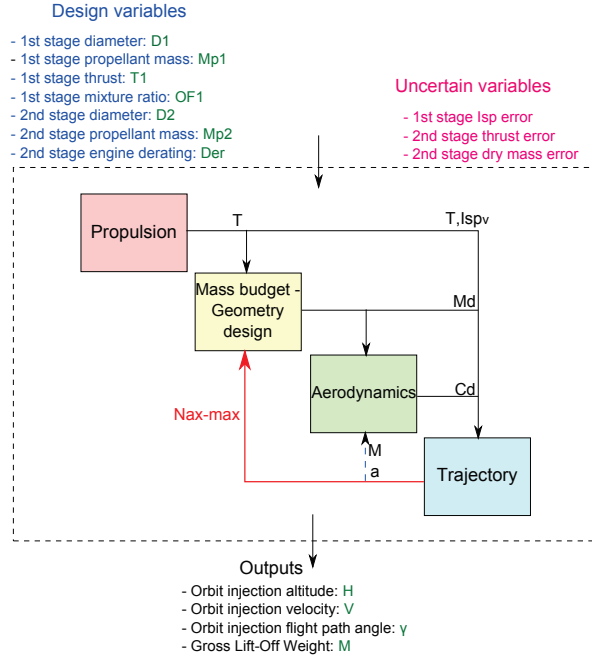 Design variables
- 1st stage diameter: D1
- 1st stage propellant mass: Mp1
- 1st stage thrust: T1
- 1st stage mixture ratio: OF1
- 2nd stage diameter: D2
- 2nd stage propellant mass: Mp2
- 2nd stage engine derating: Der
Uncertain variables
- 1st stage Isp error
- 2nd stage thrust error
- 2nd stage dry mass error
Propulsion
T
T,Ispv
Mass budget -
Geometry
design
Md
Aerodynamics
Cd
Nax-max
M
a
Trajectory
Outputs
- Orbit injection altitude: H
- Orbit injection velocity: V
- Orbit injection flight path angle: γ
- Gross Lift-Off Weight: M